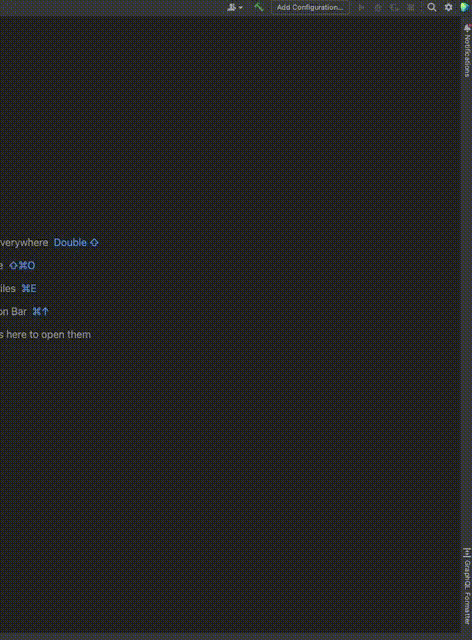 Add Configuration...
Notifications
verywhere Double ⇧
e ⇧⌘O
iles ⌘E
on Bar ⌘↑
s here to open them
GraphQL Formatter